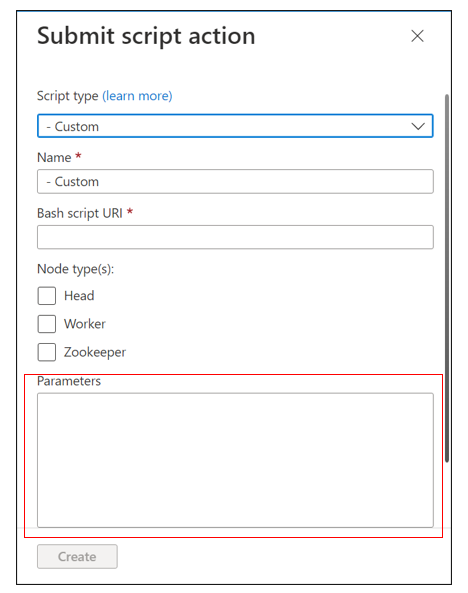 Submit script action
Script type (learn more)
- Custom
Name *
- Custom
Bash script URI *
Node type(s):
Head
Worker
Zookeeper
Parameters
Create